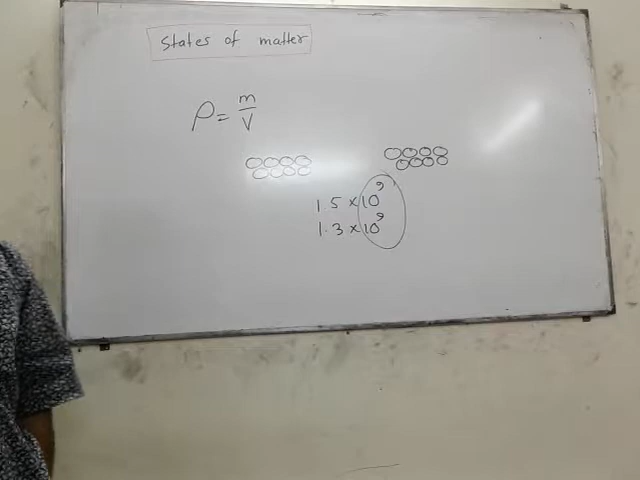 States of matter
ρ = m/V
1.5 × 10⁹
1.3 × 10⁹